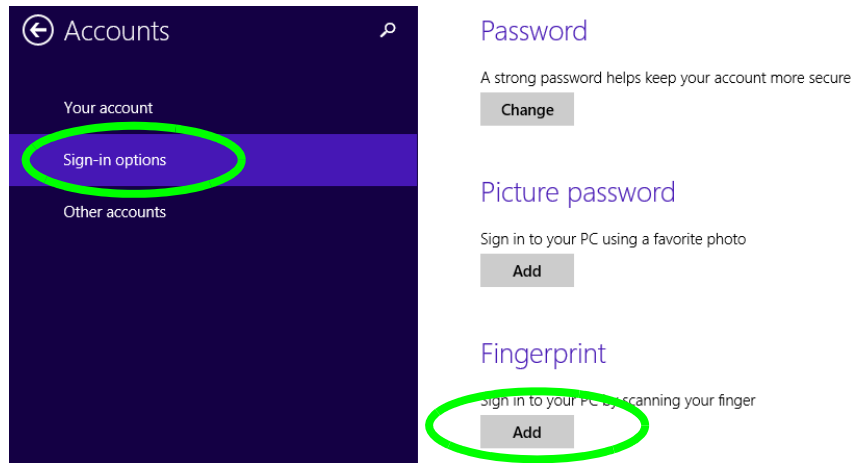 Accounts
Your account
Sign-in options
Other accounts
Password
A strong password helps keep your account more secure
Change
Picture password
Sign in to your PC using a favorite photo
Add
Fingerprint
Sign in to your PC by scanning your finger
Add